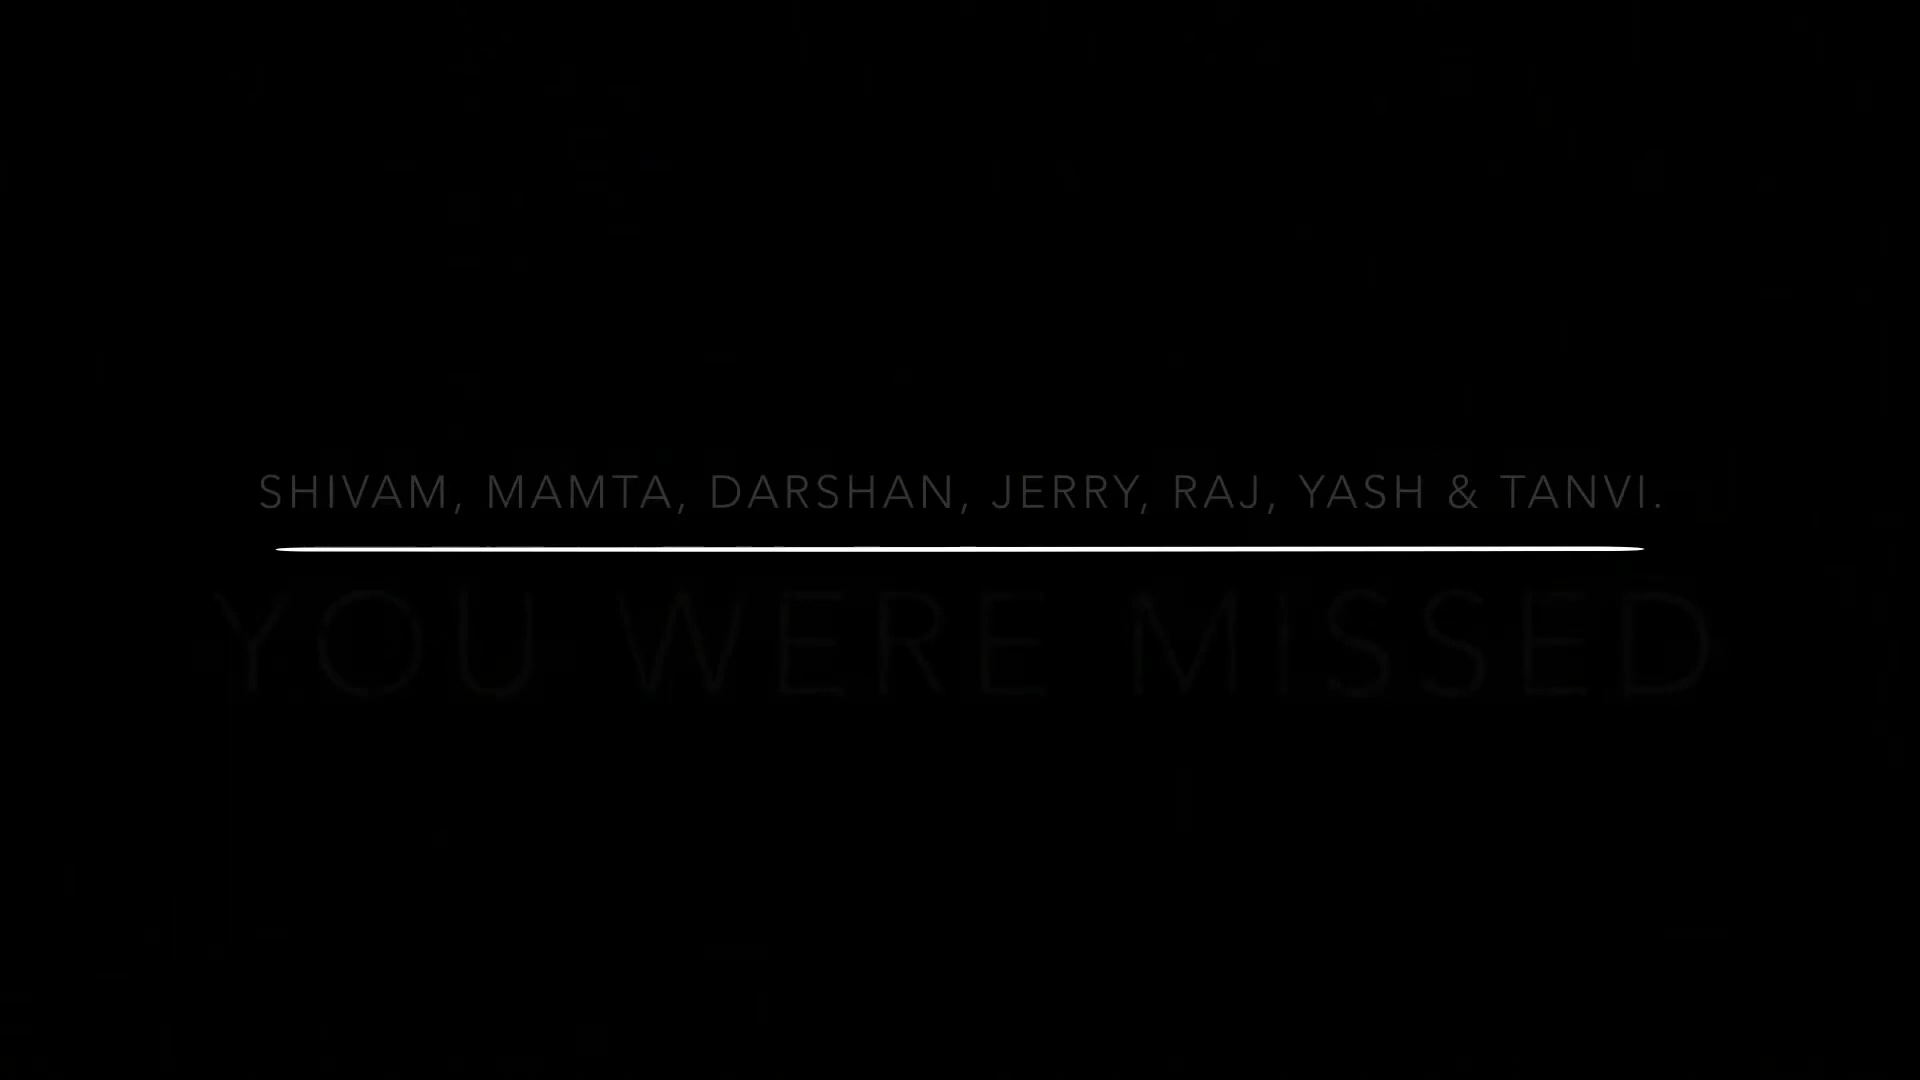 SHIVAM, MAMTA, DARSHAN, JERRY, RAJ, YASH & TANVI.
YOU WERE MISSED